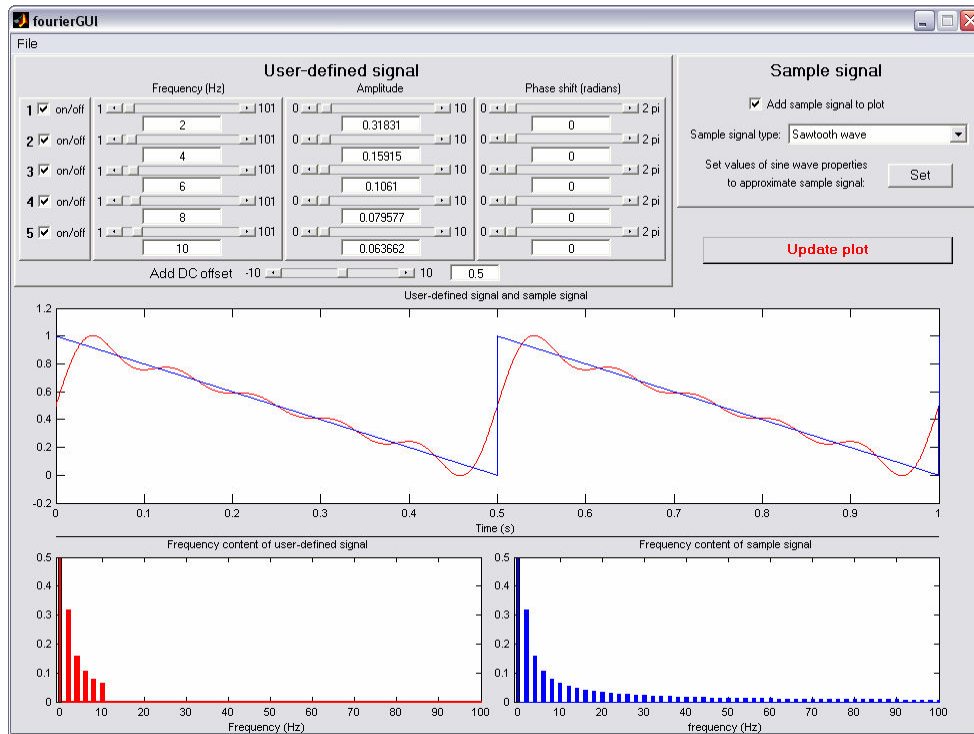 fourierGUI
File
User-defined signal
Frequency (Hz) Amplitude Phase shift (radians)
1 on/off 1 101 0 10 0 2 pi
2 0.31831 0
2 on/off 1 101 0 10 0 2 pi
4 0.15915 0
3 on/off 1 101 0 10 0 2 pi
6 0.1061 0
4 on/off 1 101 0 10 0 2 pi
8 0.079577 0
5 on/off 1 101 0 10 0 2 pi
10 0.063662 0
Add DC offset -10 10 0.5
Sample signal
Add sample signal to plot
Sample signal type: Sawtooth wave
Set values of sine wave properties
to approximate sample signal: Set
Update plot
User-defined signal and sample signal
1.2
1
0.8
0.6
0.4
0.2
0
-0.2
0 0.1 0.2 0.3 0.4 0.5 0.6 0.7 0.8 0.9 1
Time (s)
Frequency content of user-defined signal
0.5
0.4
0.3
0.2
0.1
0
0 10 20 30 40 50 60 70 80 90 100
Frequency (Hz)
Frequency content of sample signal
0.5
0.4
0.3
0.2
0.1
0
0 10 20 30 40 50 60 70 80 90 100
frequency (Hz)